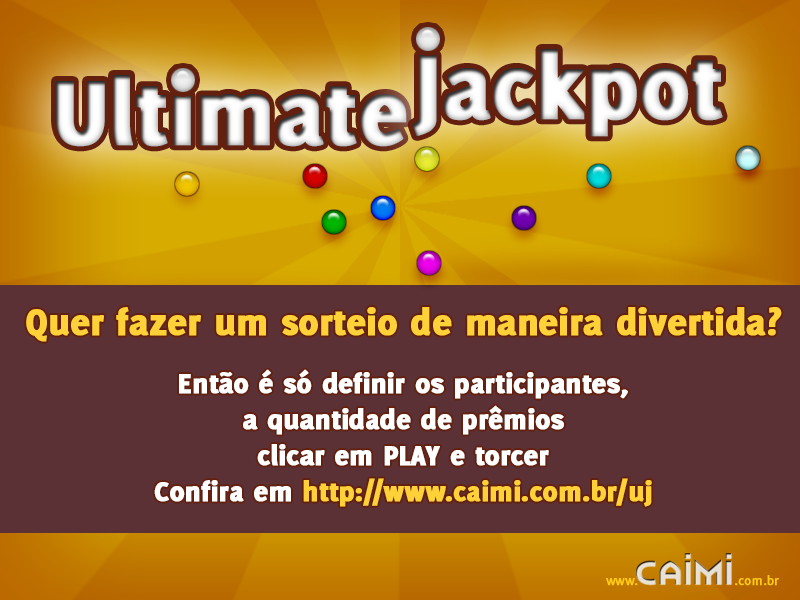 Ultimate jackpot
Quer fazer um sorteio de maneira divertida?
Então é só definir os participantes,
a quantidade de prêmios
clicar em PLAY e torcer
Confira em http://www.caimi.com.br/uj
www.CAiMi.com.br